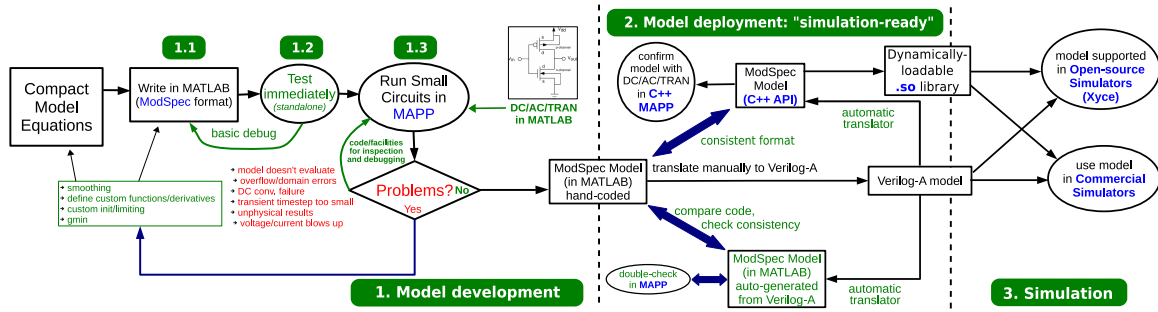 1.1
1.2
1.3
Compact
Model
Equations
Write in MATLAB
(ModSpec format)
Test
immediately
(standalone)
Run Small
Circuits in
MAPP
DC/AC/TRAN
in MATLAB
basic debug
code/facilities
for inspection
and debugging
smoothing
define custom functions/derivatives
custom init/limiting
gmin
model doesn't evaluate
overflow/domain errors
DC conv. failure
transient timestep too small
unphysical results
voltage/current blows up
Problems?
No
Yes
1. Model development
2. Model deployment: "simulation-ready"
confirm
model with
DC/AC/TRAN
in C++
MAPP
ModSpec
Model
(C++ API)
Dynamically-
loadable
.so library
automatic
translator
consistent format
ModSpec Model
(in MATLAB)
hand-coded
translate manually to Verilog-A
Verilog-A model
compare code,
check consistency
double-check
in MAPP
ModSpec Model
(in MATLAB)
auto-generated
from Verilog-A
automatic
translator
model supported
in Open-source
Simulators
(Xyce)
use model
in Commercial
Simulators
3. Simulation